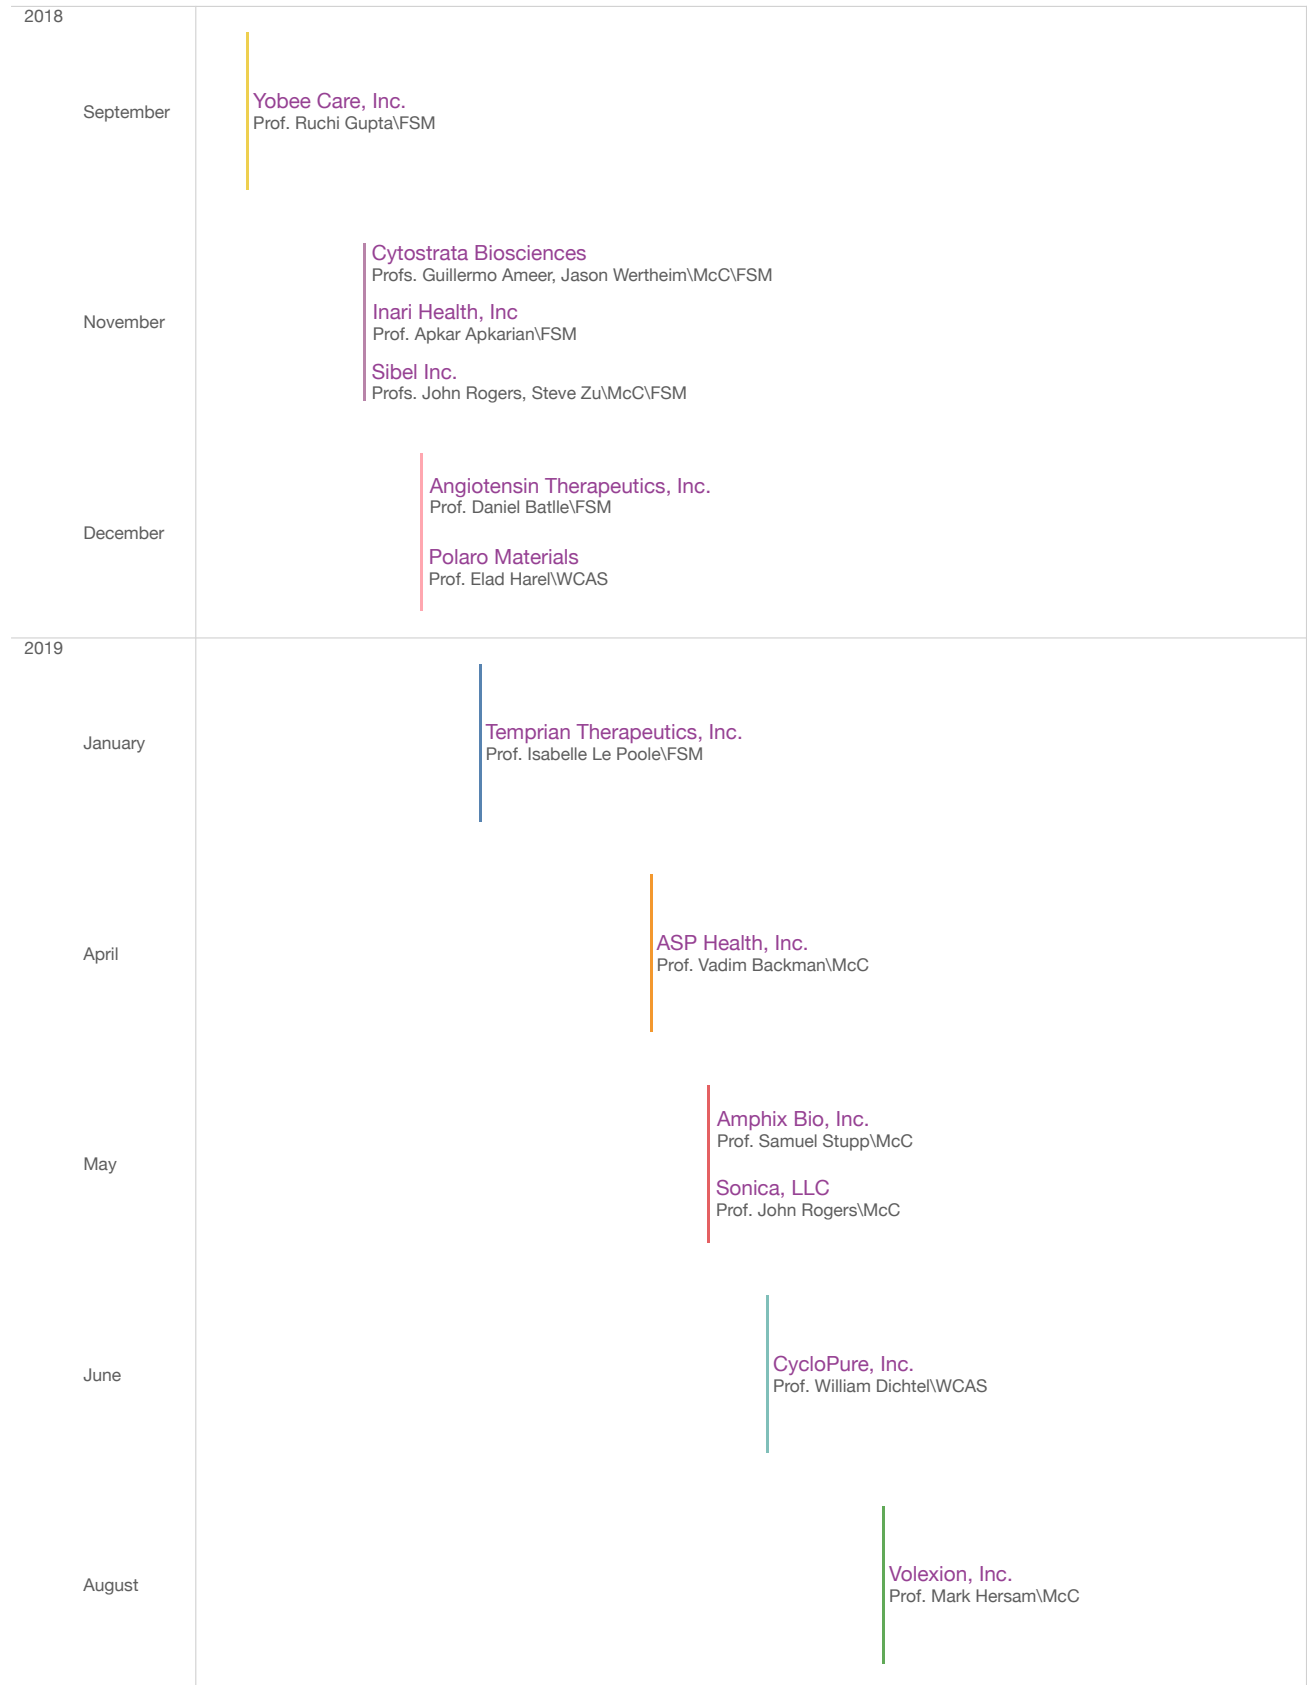 2018
September
Yobee Care, Inc.
Prof. Ruchi Gupta\FSM
November
Cytostrata Biosciences
Profs. Guillermo Ameer, Jason Wertheim\McC\FSM
Inari Health, Inc
Prof. Apkar Apkarian\FSM
Sibel Inc.
Profs. John Rogers, Steve Zu\McC\FSM
December
Angiotensin Therapeutics, Inc.
Prof. Daniel Batlle\FSM
Polaro Materials
Prof. Elad Harel\WCAS
2019
January
Temprian Therapeutics, Inc.
Prof. Isabelle Le Poole\FSM
April
ASP Health, Inc.
Prof. Vadim Backman\McC
May
Amphix Bio, Inc.
Prof. Samuel Stupp\McC
Sonica, LLC
Prof. John Rogers\McC
June
CycloPure, Inc.
Prof. William Dichtel\WCAS
August
Volexion, Inc.
Prof. Mark Hersam\McC